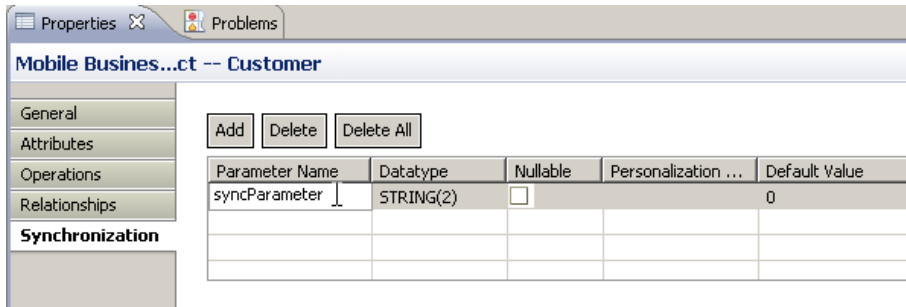 Properties Problems
Mobile Busines...ct -- Customer
General
Attributes
Operations
Relationships
Synchronization
Add Delete Delete All
Parameter Name Datatype Nullable Personalization ... Default Value
syncParameter STRING(2) 0